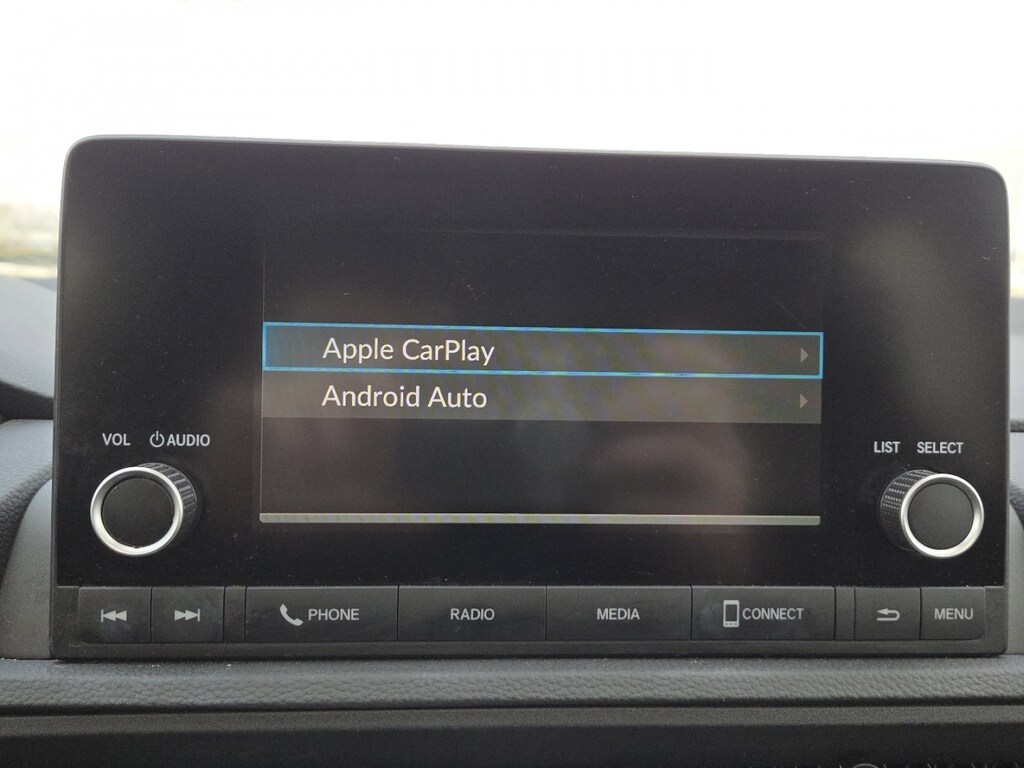 Apple CarPlay
Android Auto
VOL AUDIO
LIST SELECT
PHONE RADIO MEDIA CONNECT MENU